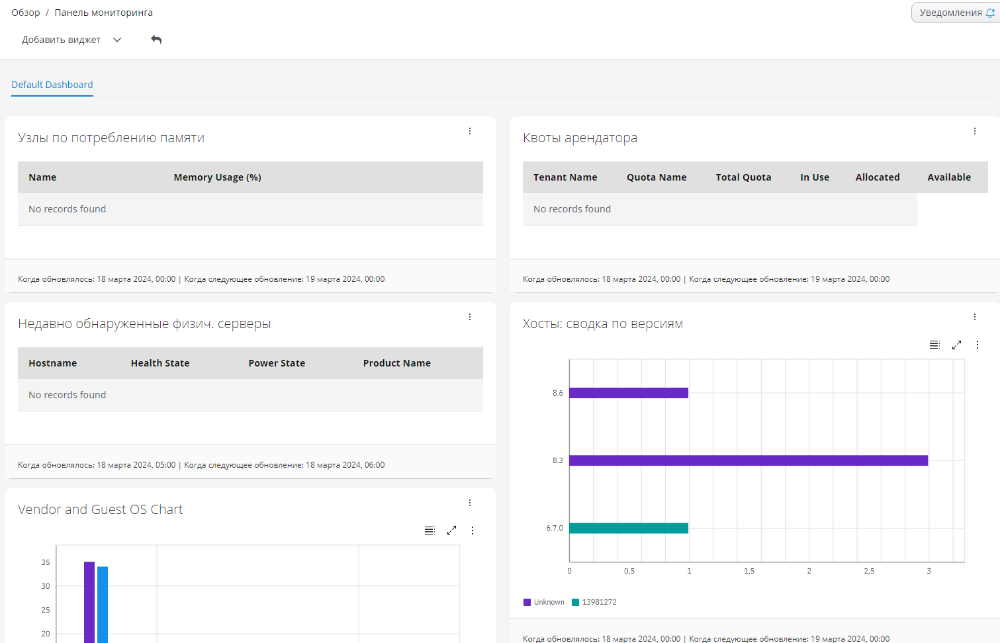 Обзор / Панель мониторинга
Уведомления
Добавить виджет
Default Dashboard
Узлы по потреблению памяти
Name Memory Usage (%)
No records found
Когда обновлялось: 18 марта 2024, 00:00 | Когда следующее обновление: 19 марта 2024, 00:00
Квоты арендатора
Tenant Name Quota Name Total Quota In Use Allocated Available
No records found
Когда обновлялось: 18 марта 2024, 00:00 | Когда следующее обновление: 19 марта 2024, 00:00
Недавно обнаруженные физич. серверы
Hostname Health State Power State Product Name
No records found
Когда обновлялось: 18 марта 2024, 05:00 | Когда следующее обновление: 18 марта 2024, 06:00
Хосты: сводка по версиям
8.6
8.3
6.7.0
0 0,5 1 1,5 2 2,5 3
Unknown 13981272
Когда обновлялось: 18 марта 2024, 00:00 | Когда следующее обновление: 19 марта 2024, 00:00
Vendor and Guest OS Chart
35
30
25
20